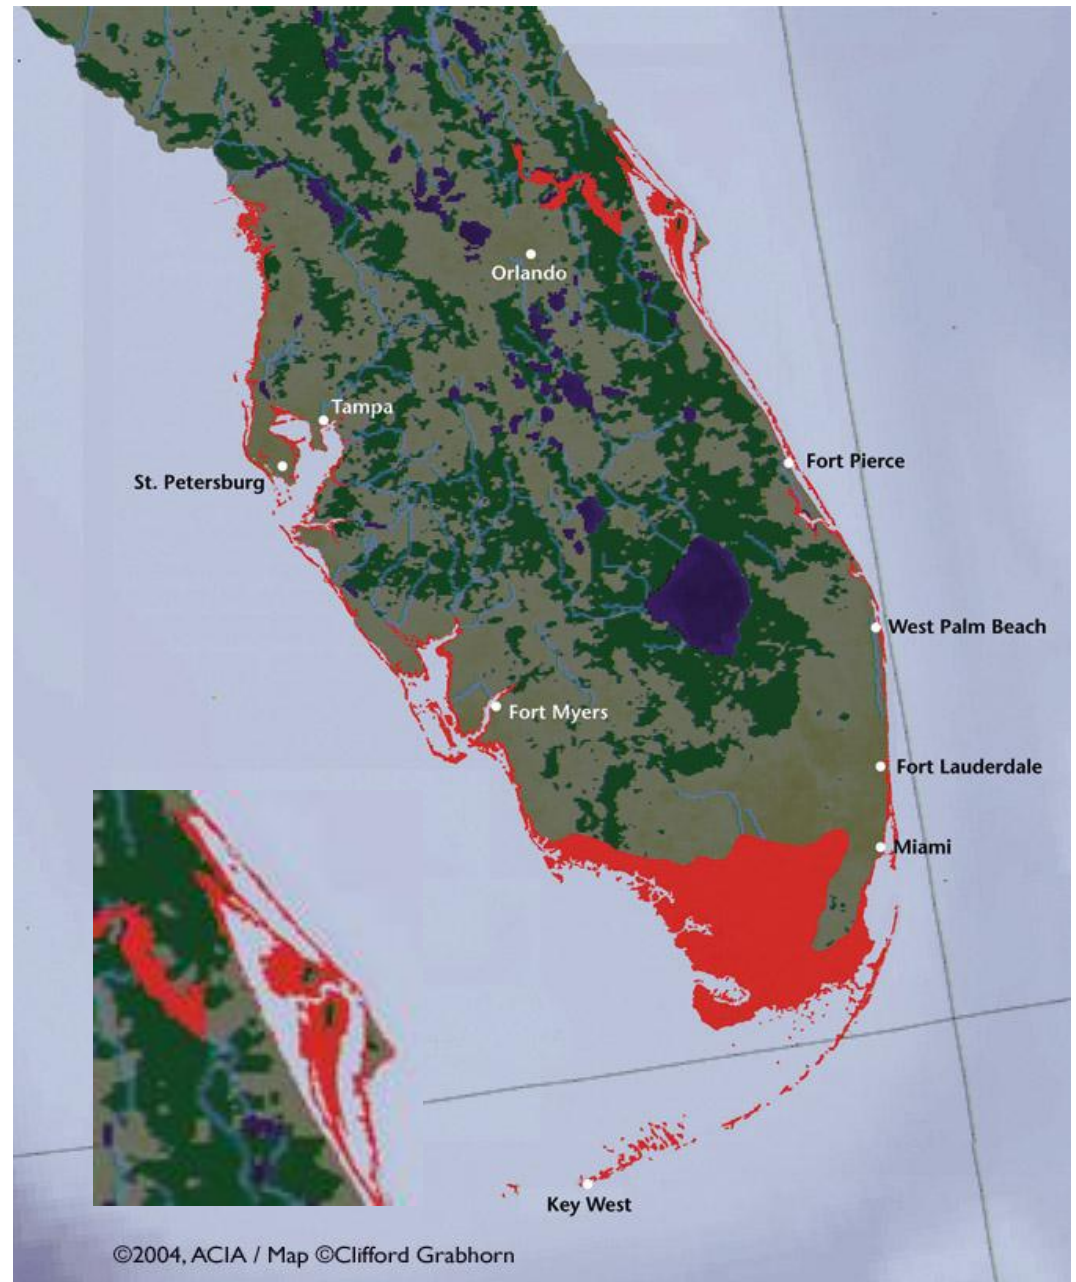 Orlando
Tampa
St. Petersburg
Fort Pierce
West Palm Beach
Fort Myers
Fort Lauderdale
Miami
Key West
©2004, ACIA / Map ©Clifford Grabhorn